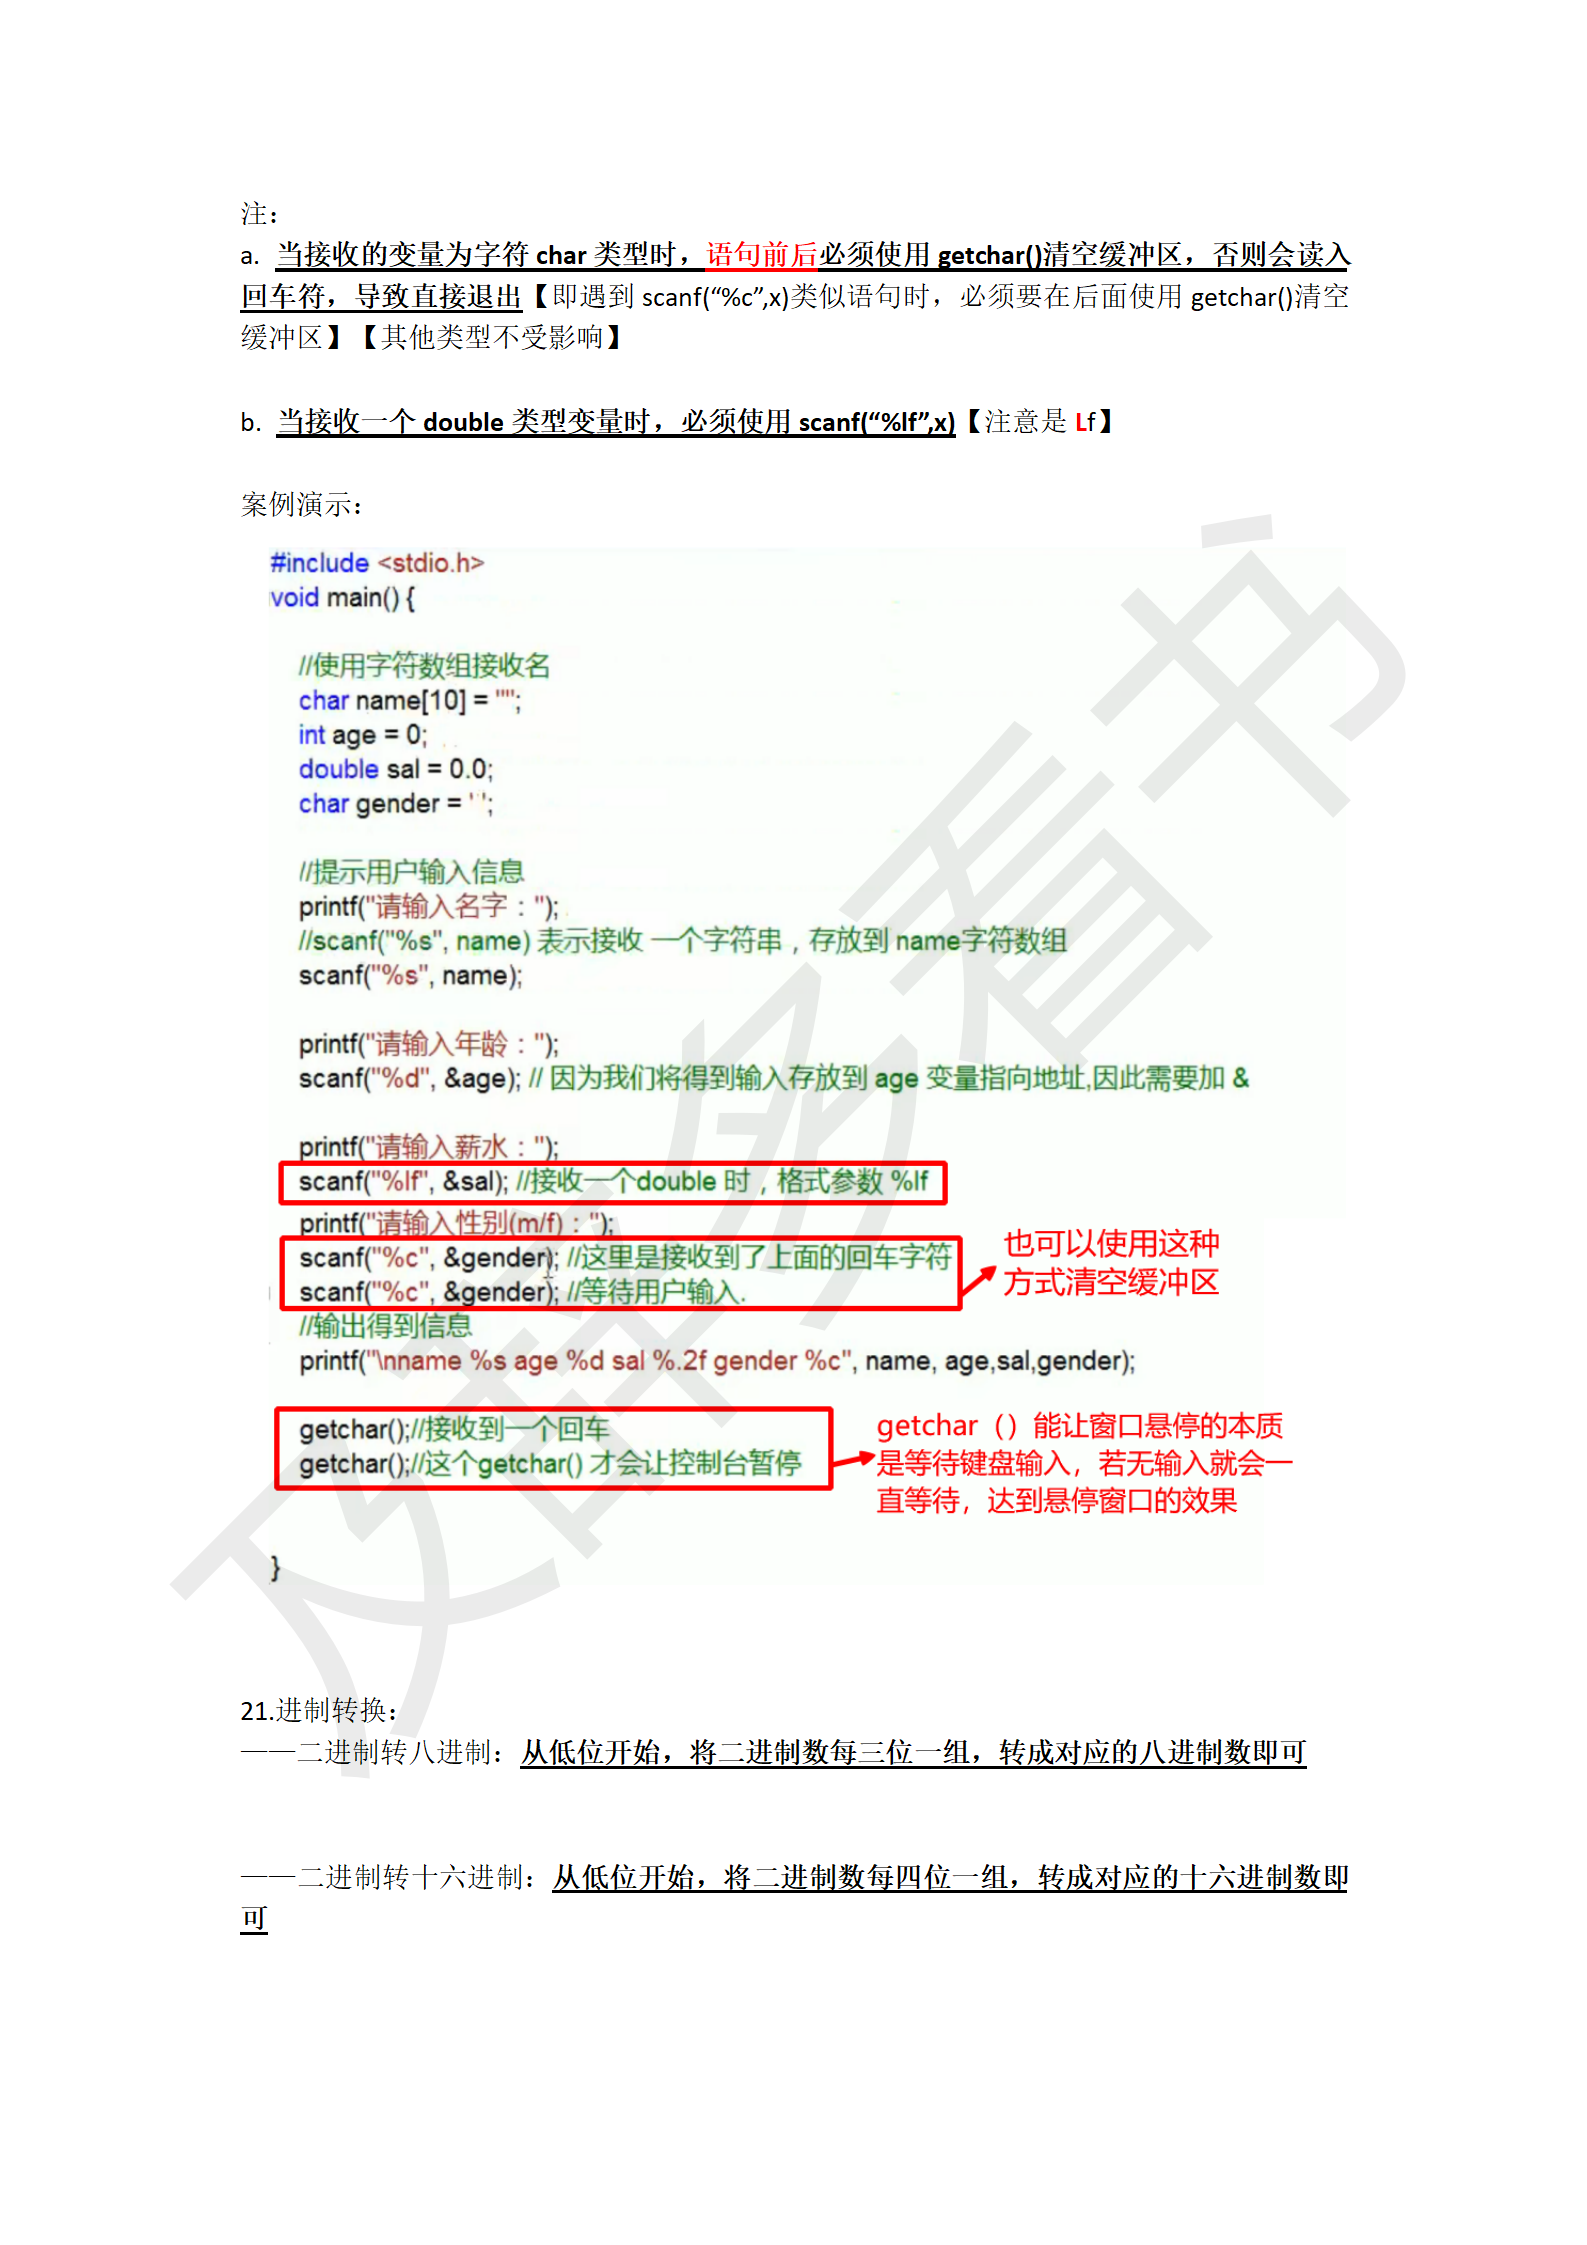 注：
a. 当接收的变量为字符 char 类型时，语句前后必须使用 getchar()清空缓冲区，否则会读入
回车符，导致直接退出【即遇到 scanf(“%c”,x)类似语句时，必须要在后面使用 getchar()清空
缓冲区】【其他类型不受影响】
b. 当接收一个 double 类型变量时，必须使用 scanf(“%lf”,x)【注意是 Lf】
案例演示：
#include <stdio.h>
void main() {
//使用字符数组接收名
char name[10] = "";
int age = 0;
double sal = 0.0;
char gender = ' ';
//提示用户输入信息
printf("请输入名字：");
//scanf("%s", name) 表示接收 一个字符串，存放到 name字符数组
scanf("%s", name);
printf("请输入年龄：");
scanf("%d", &age); // 因为我们将得到输入存放到 age 变量指向地址,因此需要加 &
printf("请输入薪水：");
scanf("%lf", &sal); //接收一个double 时，格式参数 %lf
printf("请输入性别(m/f)：");
scanf("%c", &gender); //这里是接收到了上面的回车字符
scanf("%c", &gender); //等待用户输入.
也可以使用这种
方式清空缓冲区
//输出得到信息
printf("\nname %s age %d sal %.2f gender %c", name, age,sal,gender);
getchar();//接收到一个回车
getchar();//这个getchar() 才会让控制台暂停
getchar（）能让窗口悬停的本质
是等待键盘输入，若无输入就会一
直等待，达到悬停窗口的效果
}
21.进制转换：
——二进制转八进制：从低位开始，将二进制数每三位一组，转成对应的八进制数即可
——二进制转十六进制：从低位开始，将二进制数每四位一组，转成对应的十六进制数即
可
及辞多看书